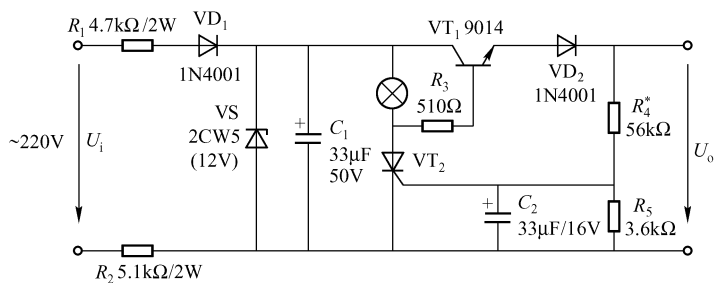 R₁ 4.7kΩ/2W
VD₁
1N4001
VT₁ 9014
VD₂
1N4001
R₃
510Ω
VS
2CW5
(12V)
+
C₁
33μF
50V
VT₂
R₄*
56kΩ
~220V
Uᵢ
Uₒ
+
C₂
33μF/16V
R₅
3.6kΩ
R₂ 5.1kΩ/2W